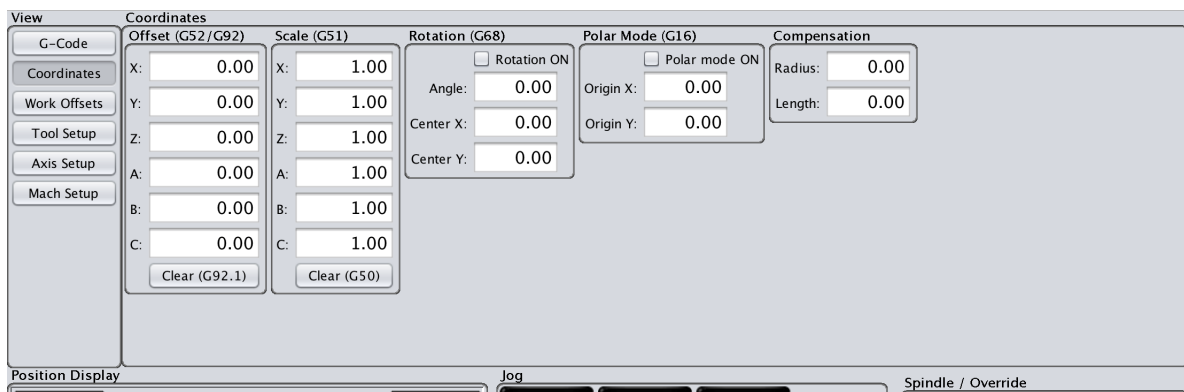 View
Coordinates
G-Code
Coordinates
Work Offsets
Tool Setup
Axis Setup
Mach Setup
Offset (G52/G92)
X: 0.00
Y: 0.00
Z: 0.00
A: 0.00
B: 0.00
C: 0.00
Clear (G92.1)
Scale (G51)
X: 1.00
Y: 1.00
Z: 1.00
A: 1.00
B: 1.00
C: 1.00
Clear (G50)
Rotation (G68)
Rotation ON
Angle: 0.00
Center X: 0.00
Center Y: 0.00
Polar Mode (G16)
Polar mode ON
Origin X: 0.00
Origin Y: 0.00
Compensation
Radius: 0.00
Length: 0.00
Position Display
Jog
Spindle / Override